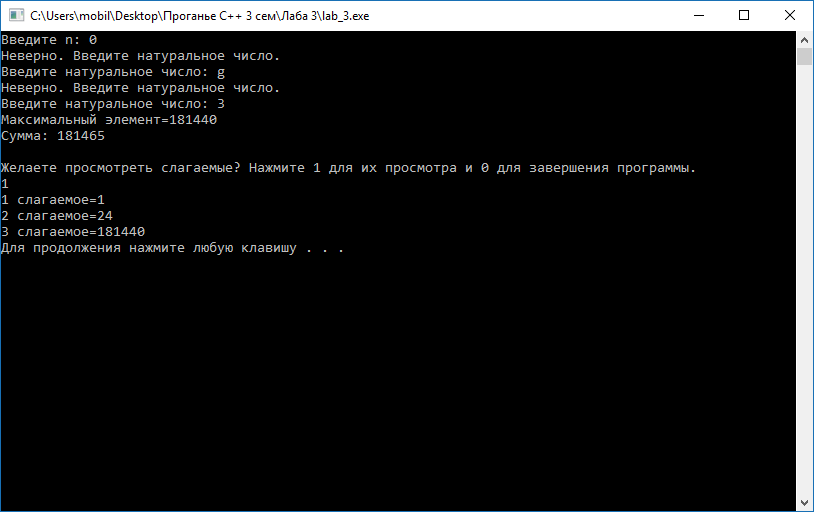 C:\Users\mobil\Desktop\Проганье C++ 3 сем\Лаба 3\lab_3.exe
Введите n: 0
Неверно. Введите натуральное число.
Введите натуральное число: g
Неверно. Введите натуральное число.
Введите натуральное число: 3
Максимальный элемент=181440
Сумма: 181465
Желаете просмотреть слагаемые? Нажмите 1 для их просмотра и 0 для завершения программы.
1
1 слагаемое=1
2 слагаемое=24
3 слагаемое=181440
Для продолжения нажмите любую клавишу . . .